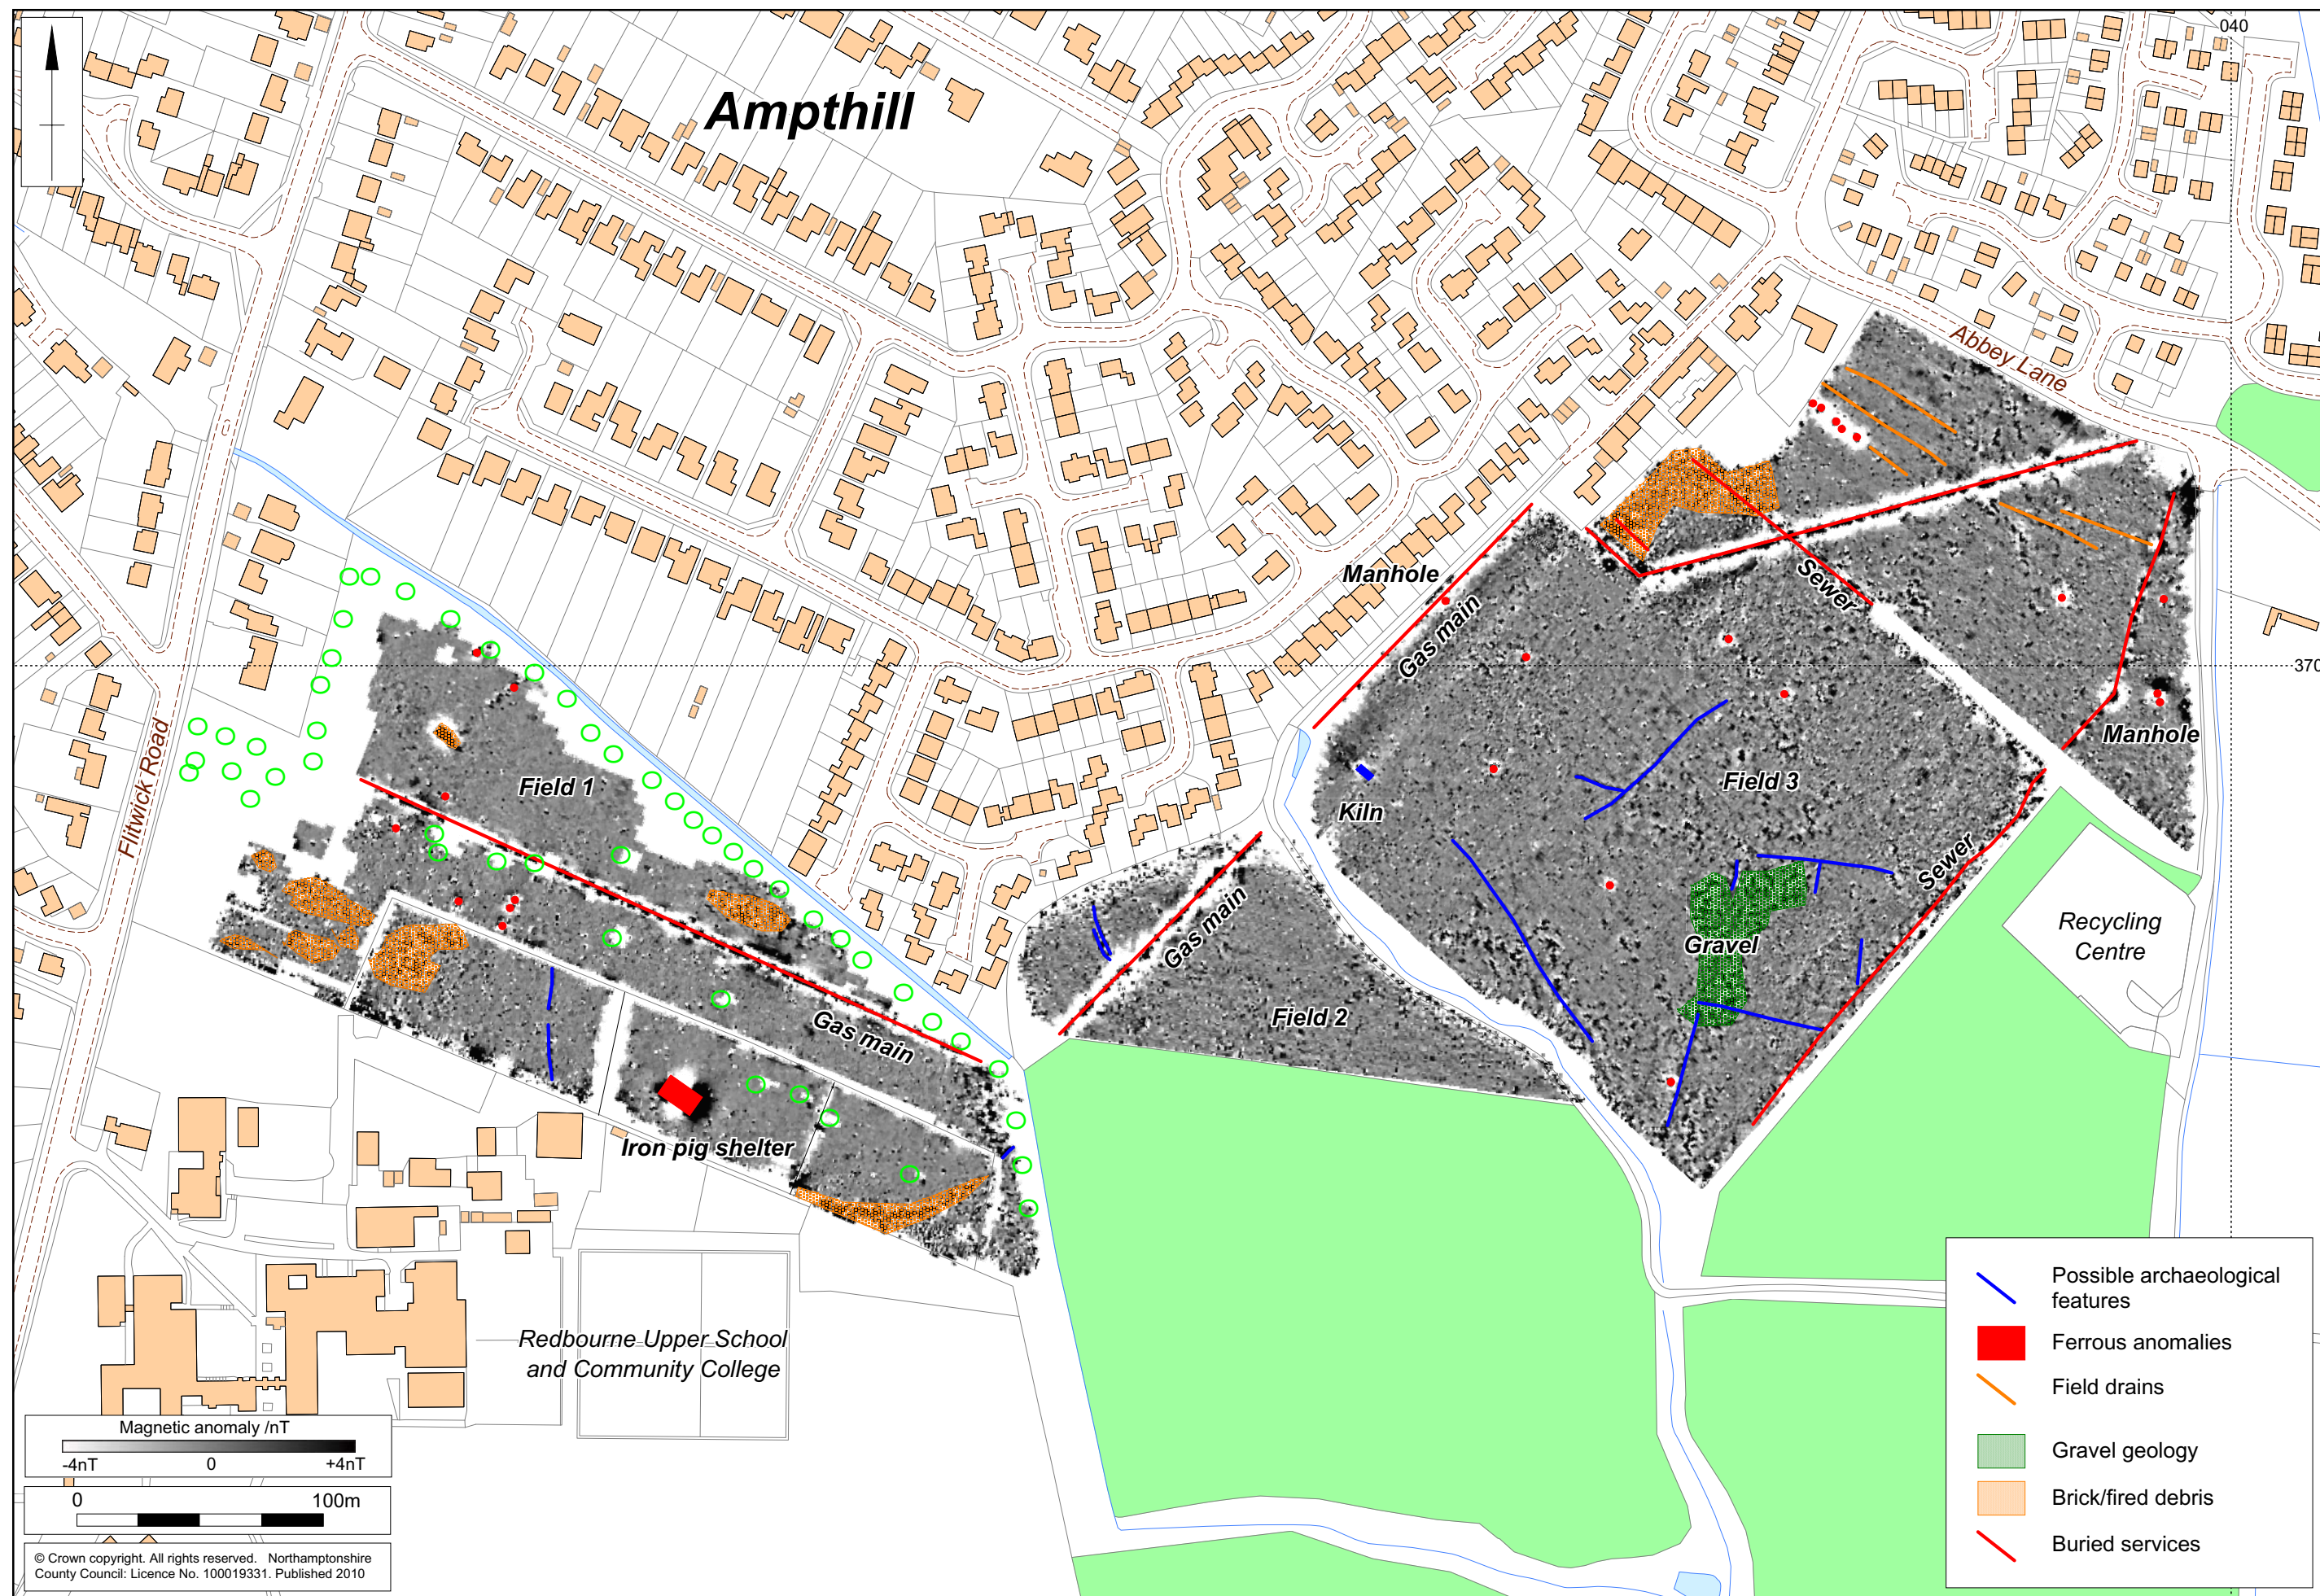 040
Ampthill
Abbey Lane
Manhole
Sewer
Gas main
370
Manhole
Flitwick Road
Field 1
Field 3
Kiln
Sewer
Gas main
Gravel
Recycling
Centre
Gas main
Field 2
Iron pig shelter
Redbourne Upper School
and Community College
Possible archaeological
features
Ferrous anomalies
Field drains
Gravel geology
Brick/fired debris
Buried services
Magnetic anomaly /nT
-4nT 0 +4nT
0 100m
© Crown copyright. All rights reserved. Northamptonshire
County Council: Licence No. 100019331. Published 2010